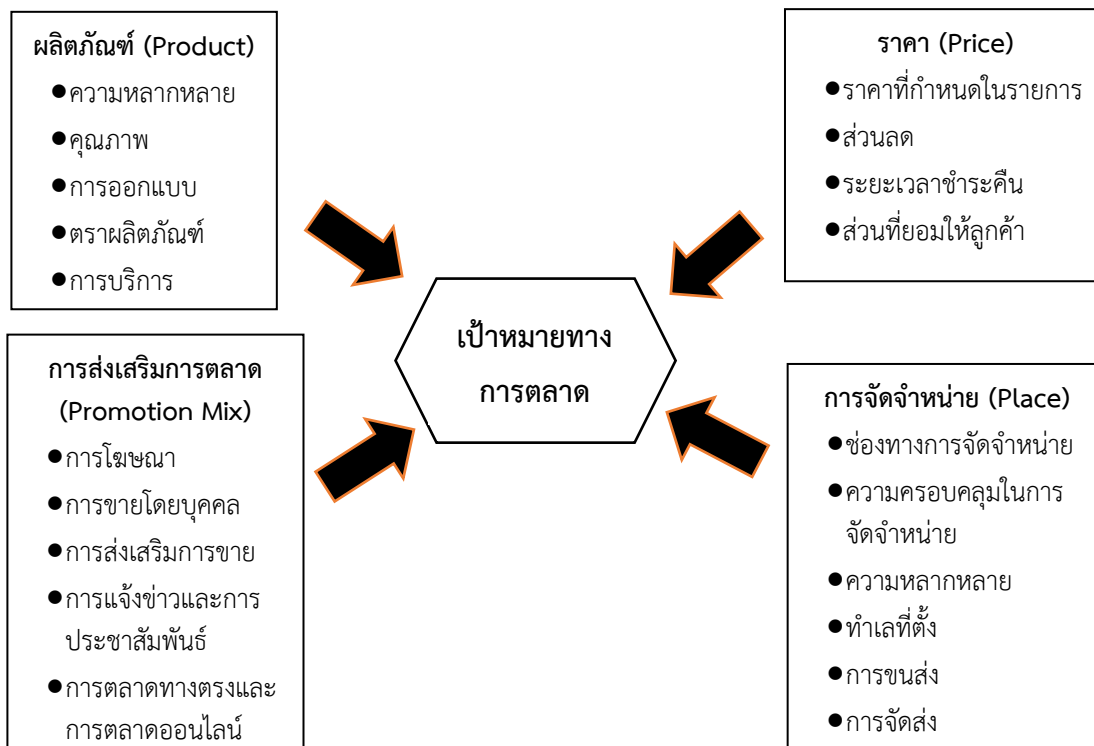 ผลิตภัณฑ์ (Product)
●ความหลากหลาย
●คุณภาพ
●การออกแบบ
●ตราผลิตภัณฑ์
●การบริการ
ราคา (Price)
●ราคาที่กำหนดในรายการ
●ส่วนลด
●ระยะเวลาชำระคืน
●ส่วนที่ยอมให้ลูกค้า
เป้าหมายทาง
การตลาด
การส่งเสริมการตลาด
(Promotion Mix)
●การโฆษณา
●การขายโดยบุคคล
●การส่งเสริมการขาย
●การแจ้งข่าวและการ
ประชาสัมพันธ์
●การตลาดทางตรงและ
การตลาดออนไลน์
การจัดจำหน่าย (Place)
●ช่องทางการจัดจำหน่าย
●ความครอบคลุมในการ
จัดจำหน่าย
●ความหลากหลาย
●ทำเลที่ตั้ง
●การขนส่ง
●การจัดส่ง